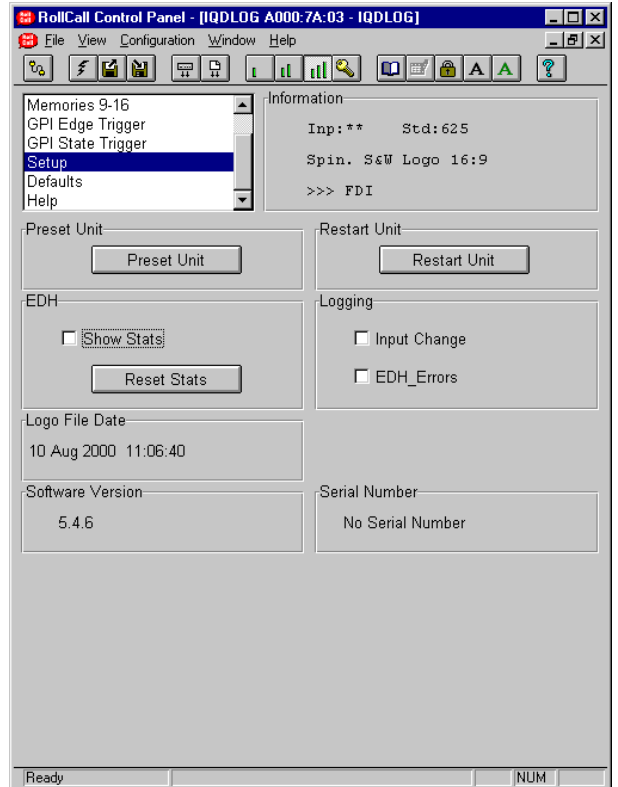 RollCall Control Panel - [IQDLOG A000:7A:03 - IQDLOG]
File View Configuration Window Help
A A ?
Memories 9-16
GPI Edge Trigger
GPI State Trigger
Setup
Defaults
Help
Information
Inp:** Std:625
Spin. S&W Logo 16:9
>>> FDI
Preset Unit
Preset Unit
Restart Unit
Restart Unit
EDH
Show Stats
Reset Stats
Logging
Input Change
EDH_Errors
Logo File Date
10 Aug 2000 11:06:40
Software Version
5.4.6
Serial Number
No Serial Number
Ready NUM